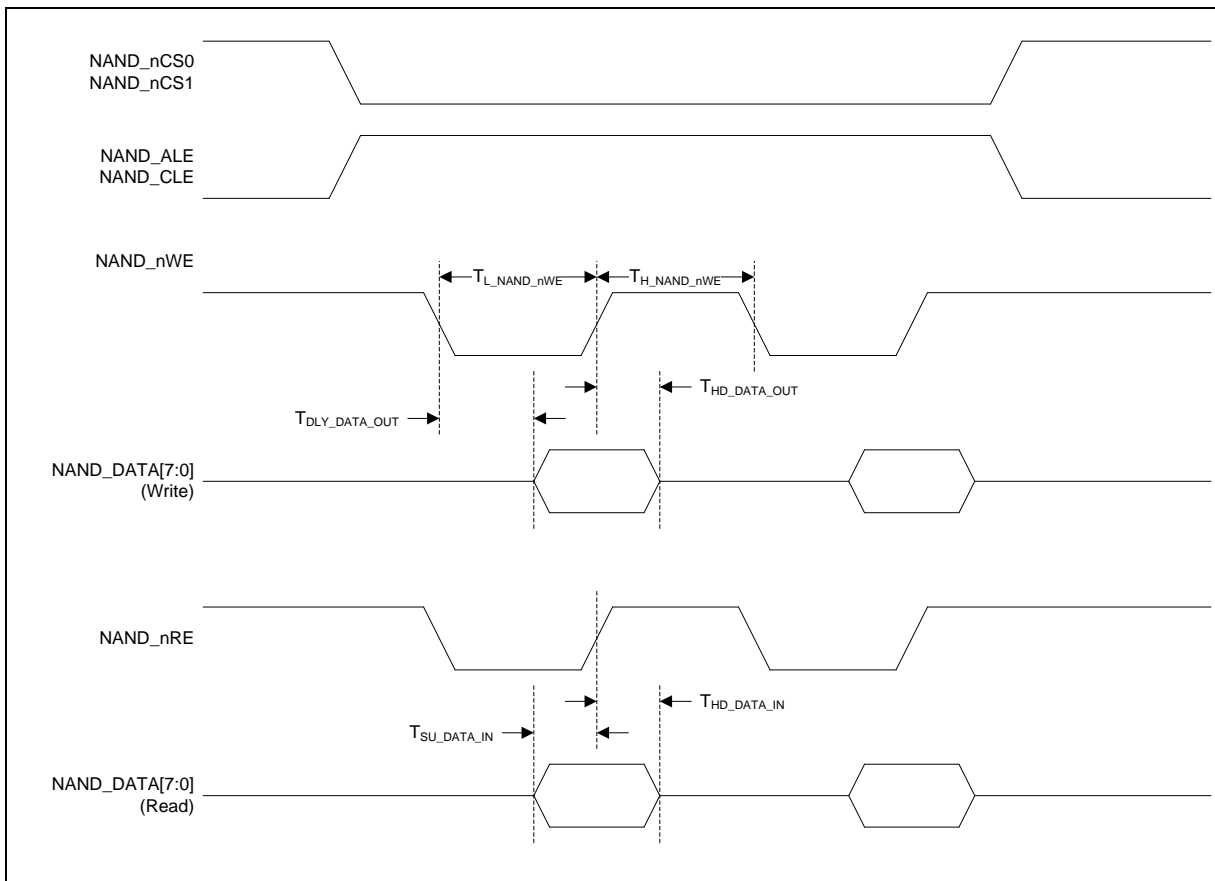 NAND_nCS0
NAND_nCS1
NAND_ALE
NAND_CLE
NAND_nWE
T_L_NAND_nWE
T_H_NAND_nWE
T_HD_DATA_OUT
T_DLY_DATA_OUT
NAND_DATA[7:0]
(Write)
NAND_nRE
T_HD_DATA_IN
T_SU_DATA_IN
NAND_DATA[7:0]
(Read)